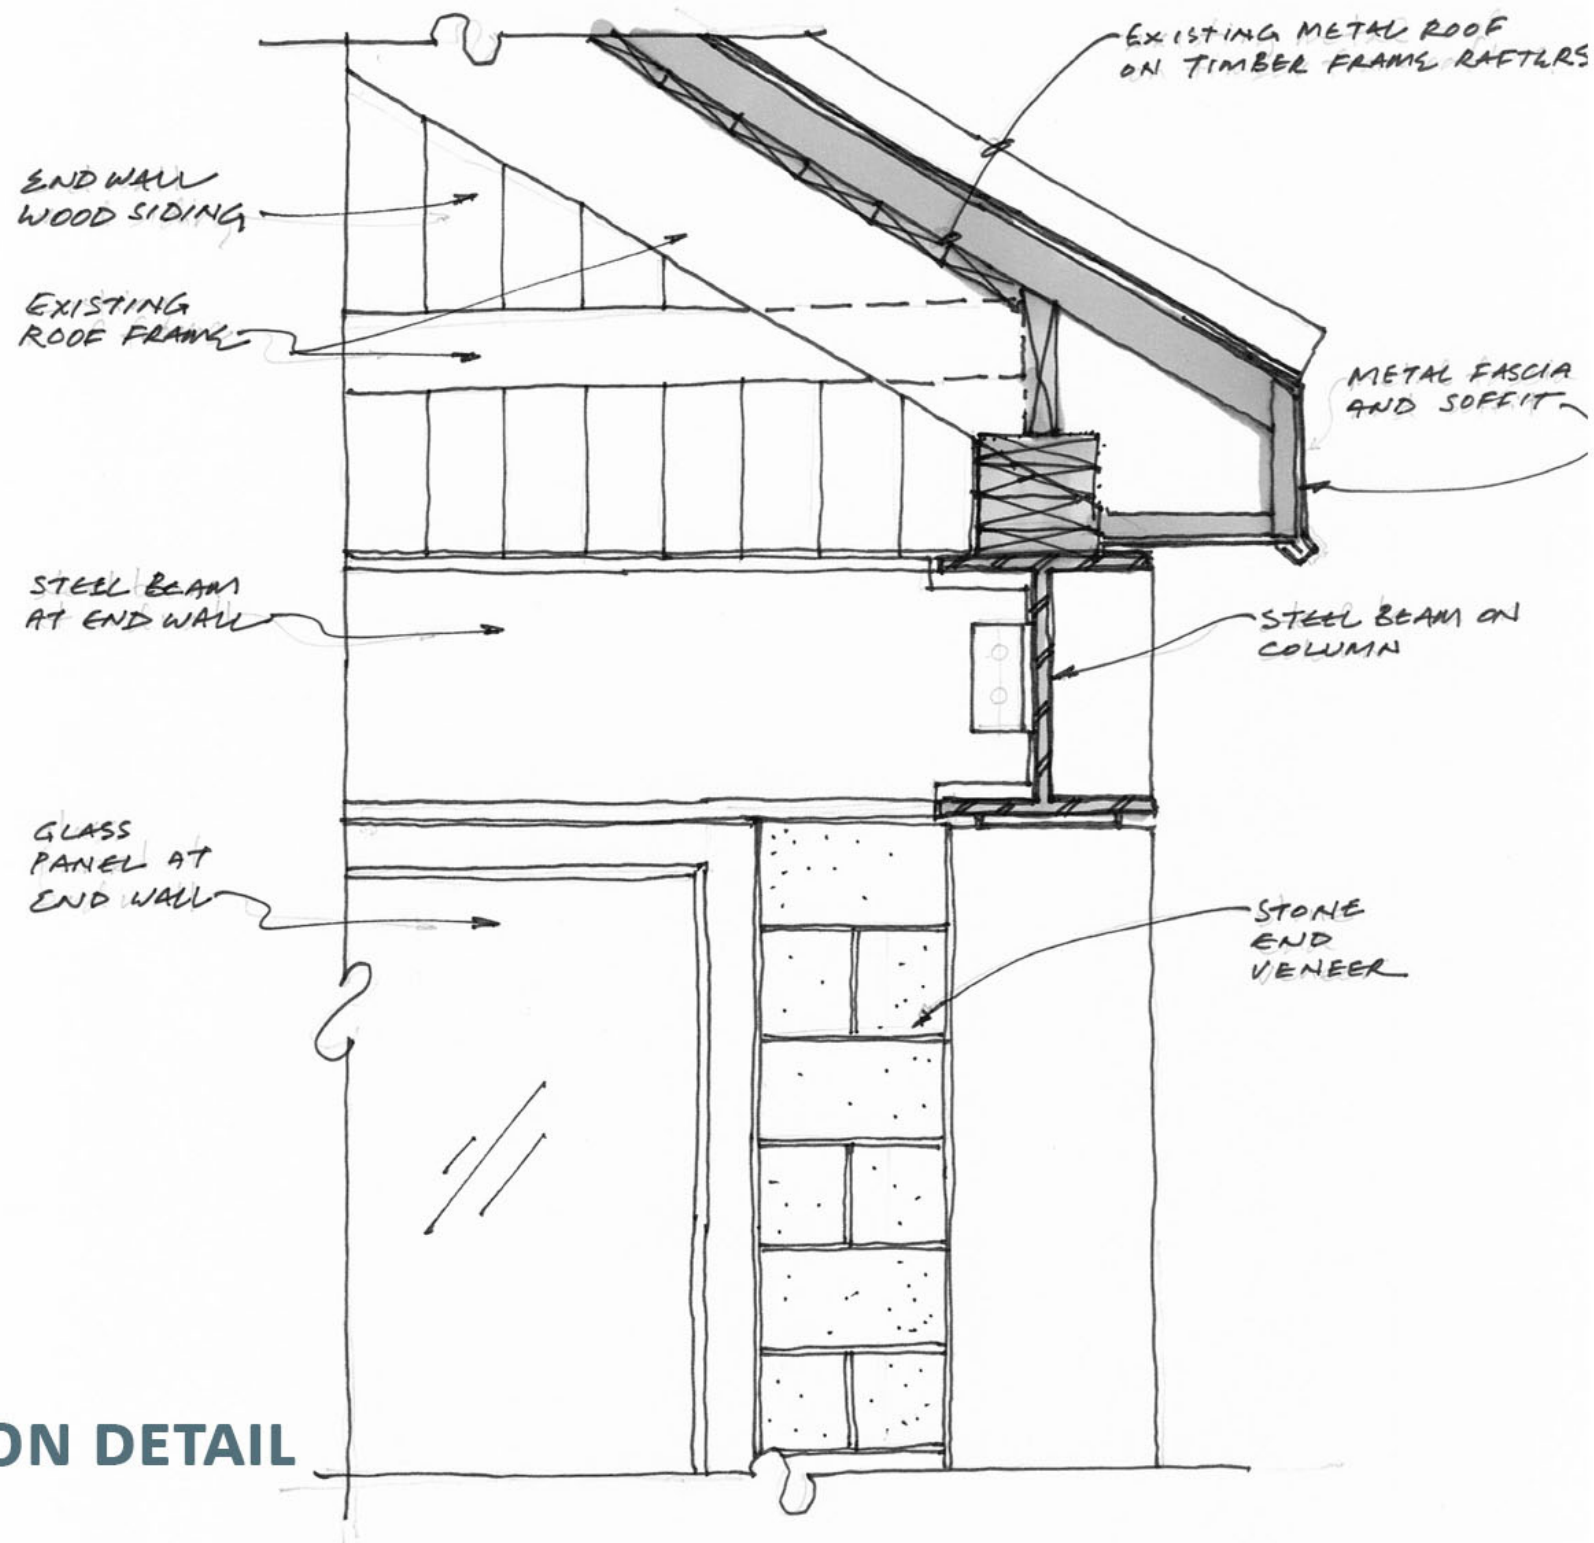 EXISTING METAL ROOF
ON TIMBER FRAME RAFTERS
END WALL
WOOD SIDING
EXISTING
ROOF FRAME
METAL FASCIA
AND SOFFIT
STEEL BEAM
AT END WALL
STEEL BEAM ON
COLUMN
GLASS
PANEL AT
END WALL
STONE
END
VENEER
ON DETAIL